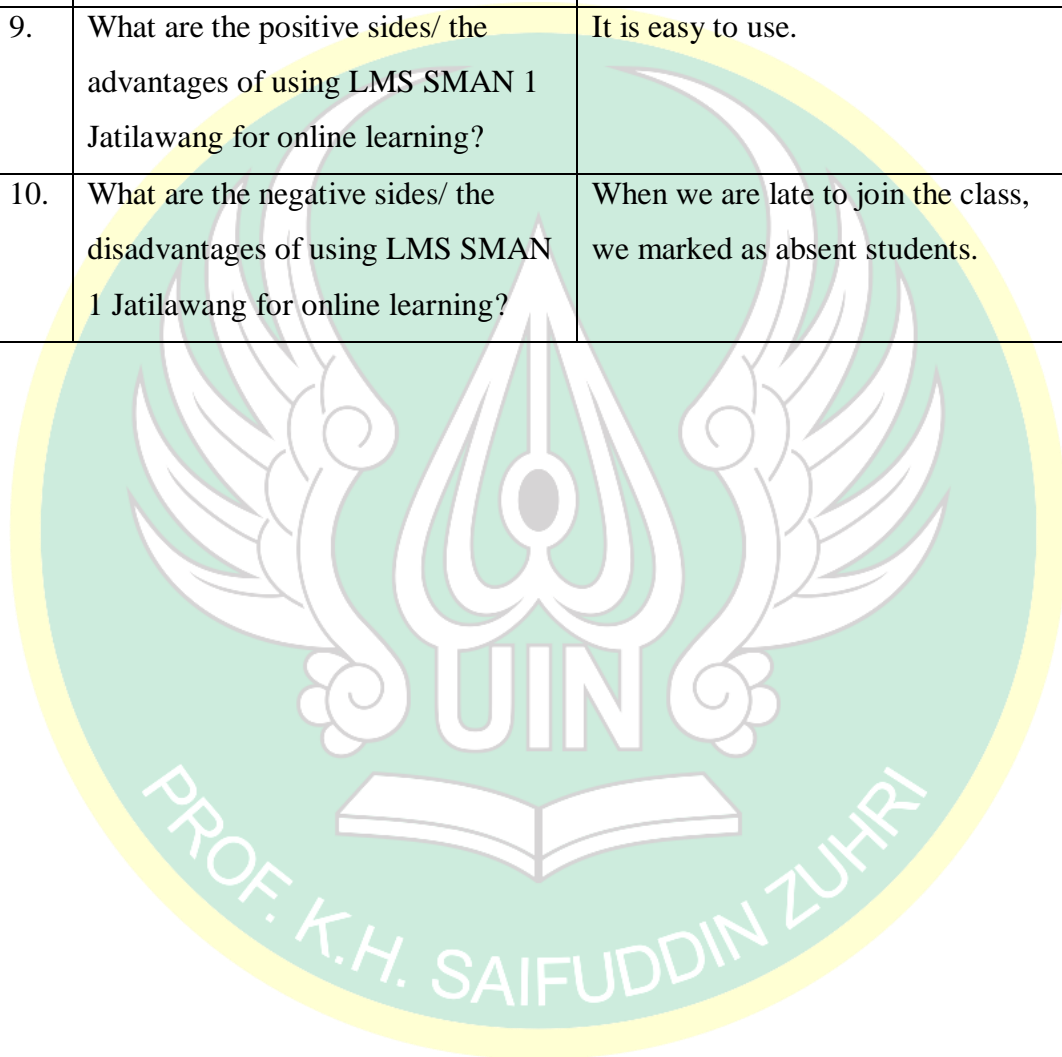 9. What are the positive sides/ the It is easy to use.
advantages of using LMS SMAN 1
Jatilawang for online learning?
10. What are the negative sides/ the When we are late to join the class,
disadvantages of using LMS SMAN we marked as absent students.
1 Jatilawang for online learning?
UIN
PROF. K.H. SAIFUDDIN ZUHRI